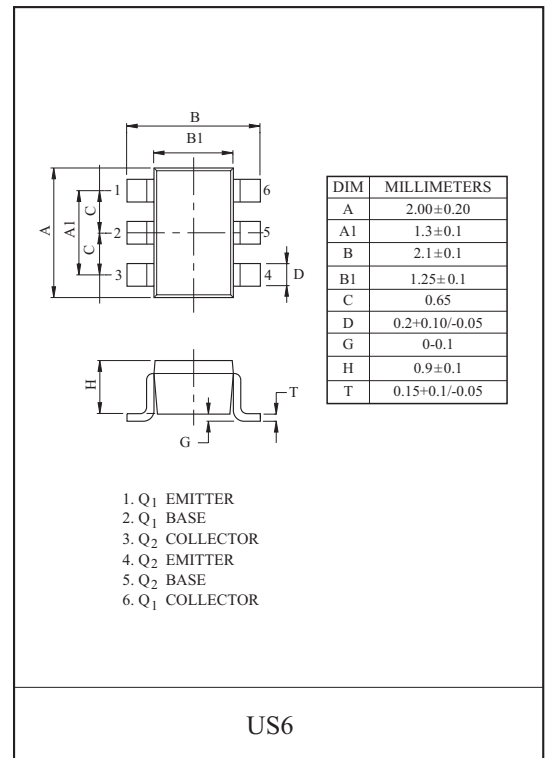 B
B1
1
6
A
A1
C
2
5
C
3
4
D
H
T
G
DIM MILLIMETERS
A 2.00±0.20
A1 1.3±0.1
B 2.1±0.1
B1 1.25±0.1
C 0.65
D 0.2+0.10/-0.05
G 0-0.1
H 0.9±0.1
T 0.15+0.1/-0.05
1. Q1 EMITTER
2. Q1 BASE
3. Q2 COLLECTOR
4. Q2 EMITTER
5. Q2 BASE
6. Q1 COLLECTOR
US6